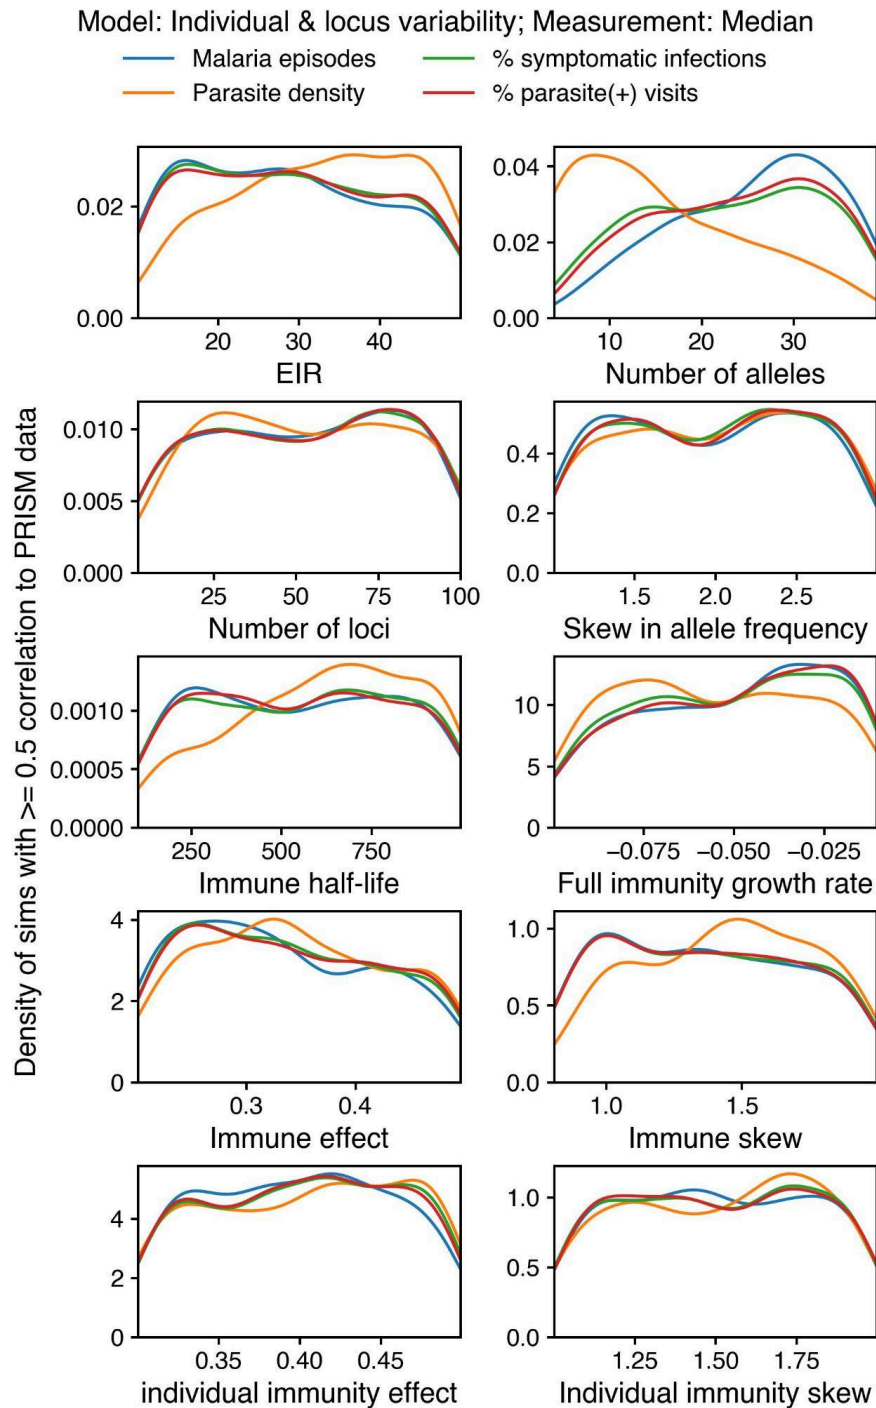 Model: Individual & locus variability; Measurement: Median
Malaria episodes
% symptomatic infections
Parasite density
% parasite(+) visits
Density of sims with >= 0.5 correlation to PRISM data
0.02
0.00
20 30 40
EIR
0.04
0.02
0.00
10 20 30
Number of alleles
0.010
0.005
0.000
25 50 75 100
Number of loci
0.4
0.2
0.0
1.5 2.0 2.5
Skew in allele frequency
0.0010
0.0005
0.0000
250 500 750
Immune half-life
10
5
0
−0.075 −0.050 −0.025
Full immunity growth rate
4
2
0
0.3 0.4
Immune effect
1.0
0.5
0.0
1.0 1.5
Immune skew
4
2
0
0.35 0.40 0.45
individual immunity effect
1.0
0.5
0.0
1.25 1.50 1.75
Individual immunity skew